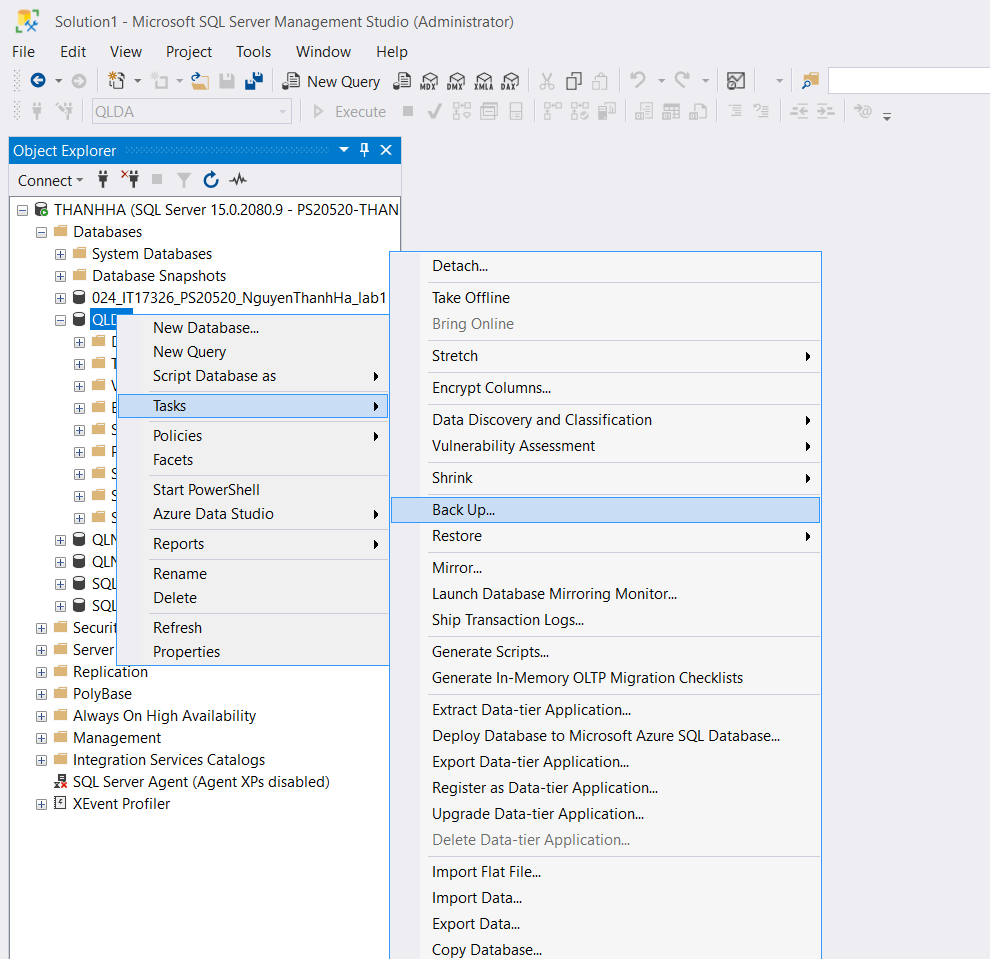 Solution1 - Microsoft SQL Server Management Studio (Administrator)
File Edit View Project Tools Window Help
New Query MDX DMX XMLA DAX
QLDA Execute
Object Explorer
Connect
THANHHA (SQL Server 15.0.2080.9 - PS20520-THAN
Databases
System Databases
Database Snapshots
024_IT17326_PS20520_NguyenThanhHa_lab1
QLD
QLN
QLN
SQL
SQL
Securit
Server
Replication
PolyBase
Always On High Availability
Management
Integration Services Catalogs
SQL Server Agent (Agent XPs disabled)
XEvent Profiler
New Database...
New Query
Script Database as
Tasks
Policies
Facets
Start PowerShell
Azure Data Studio
Reports
Rename
Delete
Refresh
Properties
Detach...
Take Offline
Bring Online
Stretch
Encrypt Columns...
Data Discovery and Classification
Vulnerability Assessment
Shrink
Back Up...
Restore
Mirror...
Launch Database Mirroring Monitor...
Ship Transaction Logs...
Generate Scripts...
Generate In-Memory OLTP Migration Checklists
Extract Data-tier Application...
Deploy Database to Microsoft Azure SQL Database...
Export Data-tier Application...
Register as Data-tier Application...
Upgrade Data-tier Application...
Delete Data-tier Application...
Import Flat File...
Import Data...
Export Data...
Copy Database...